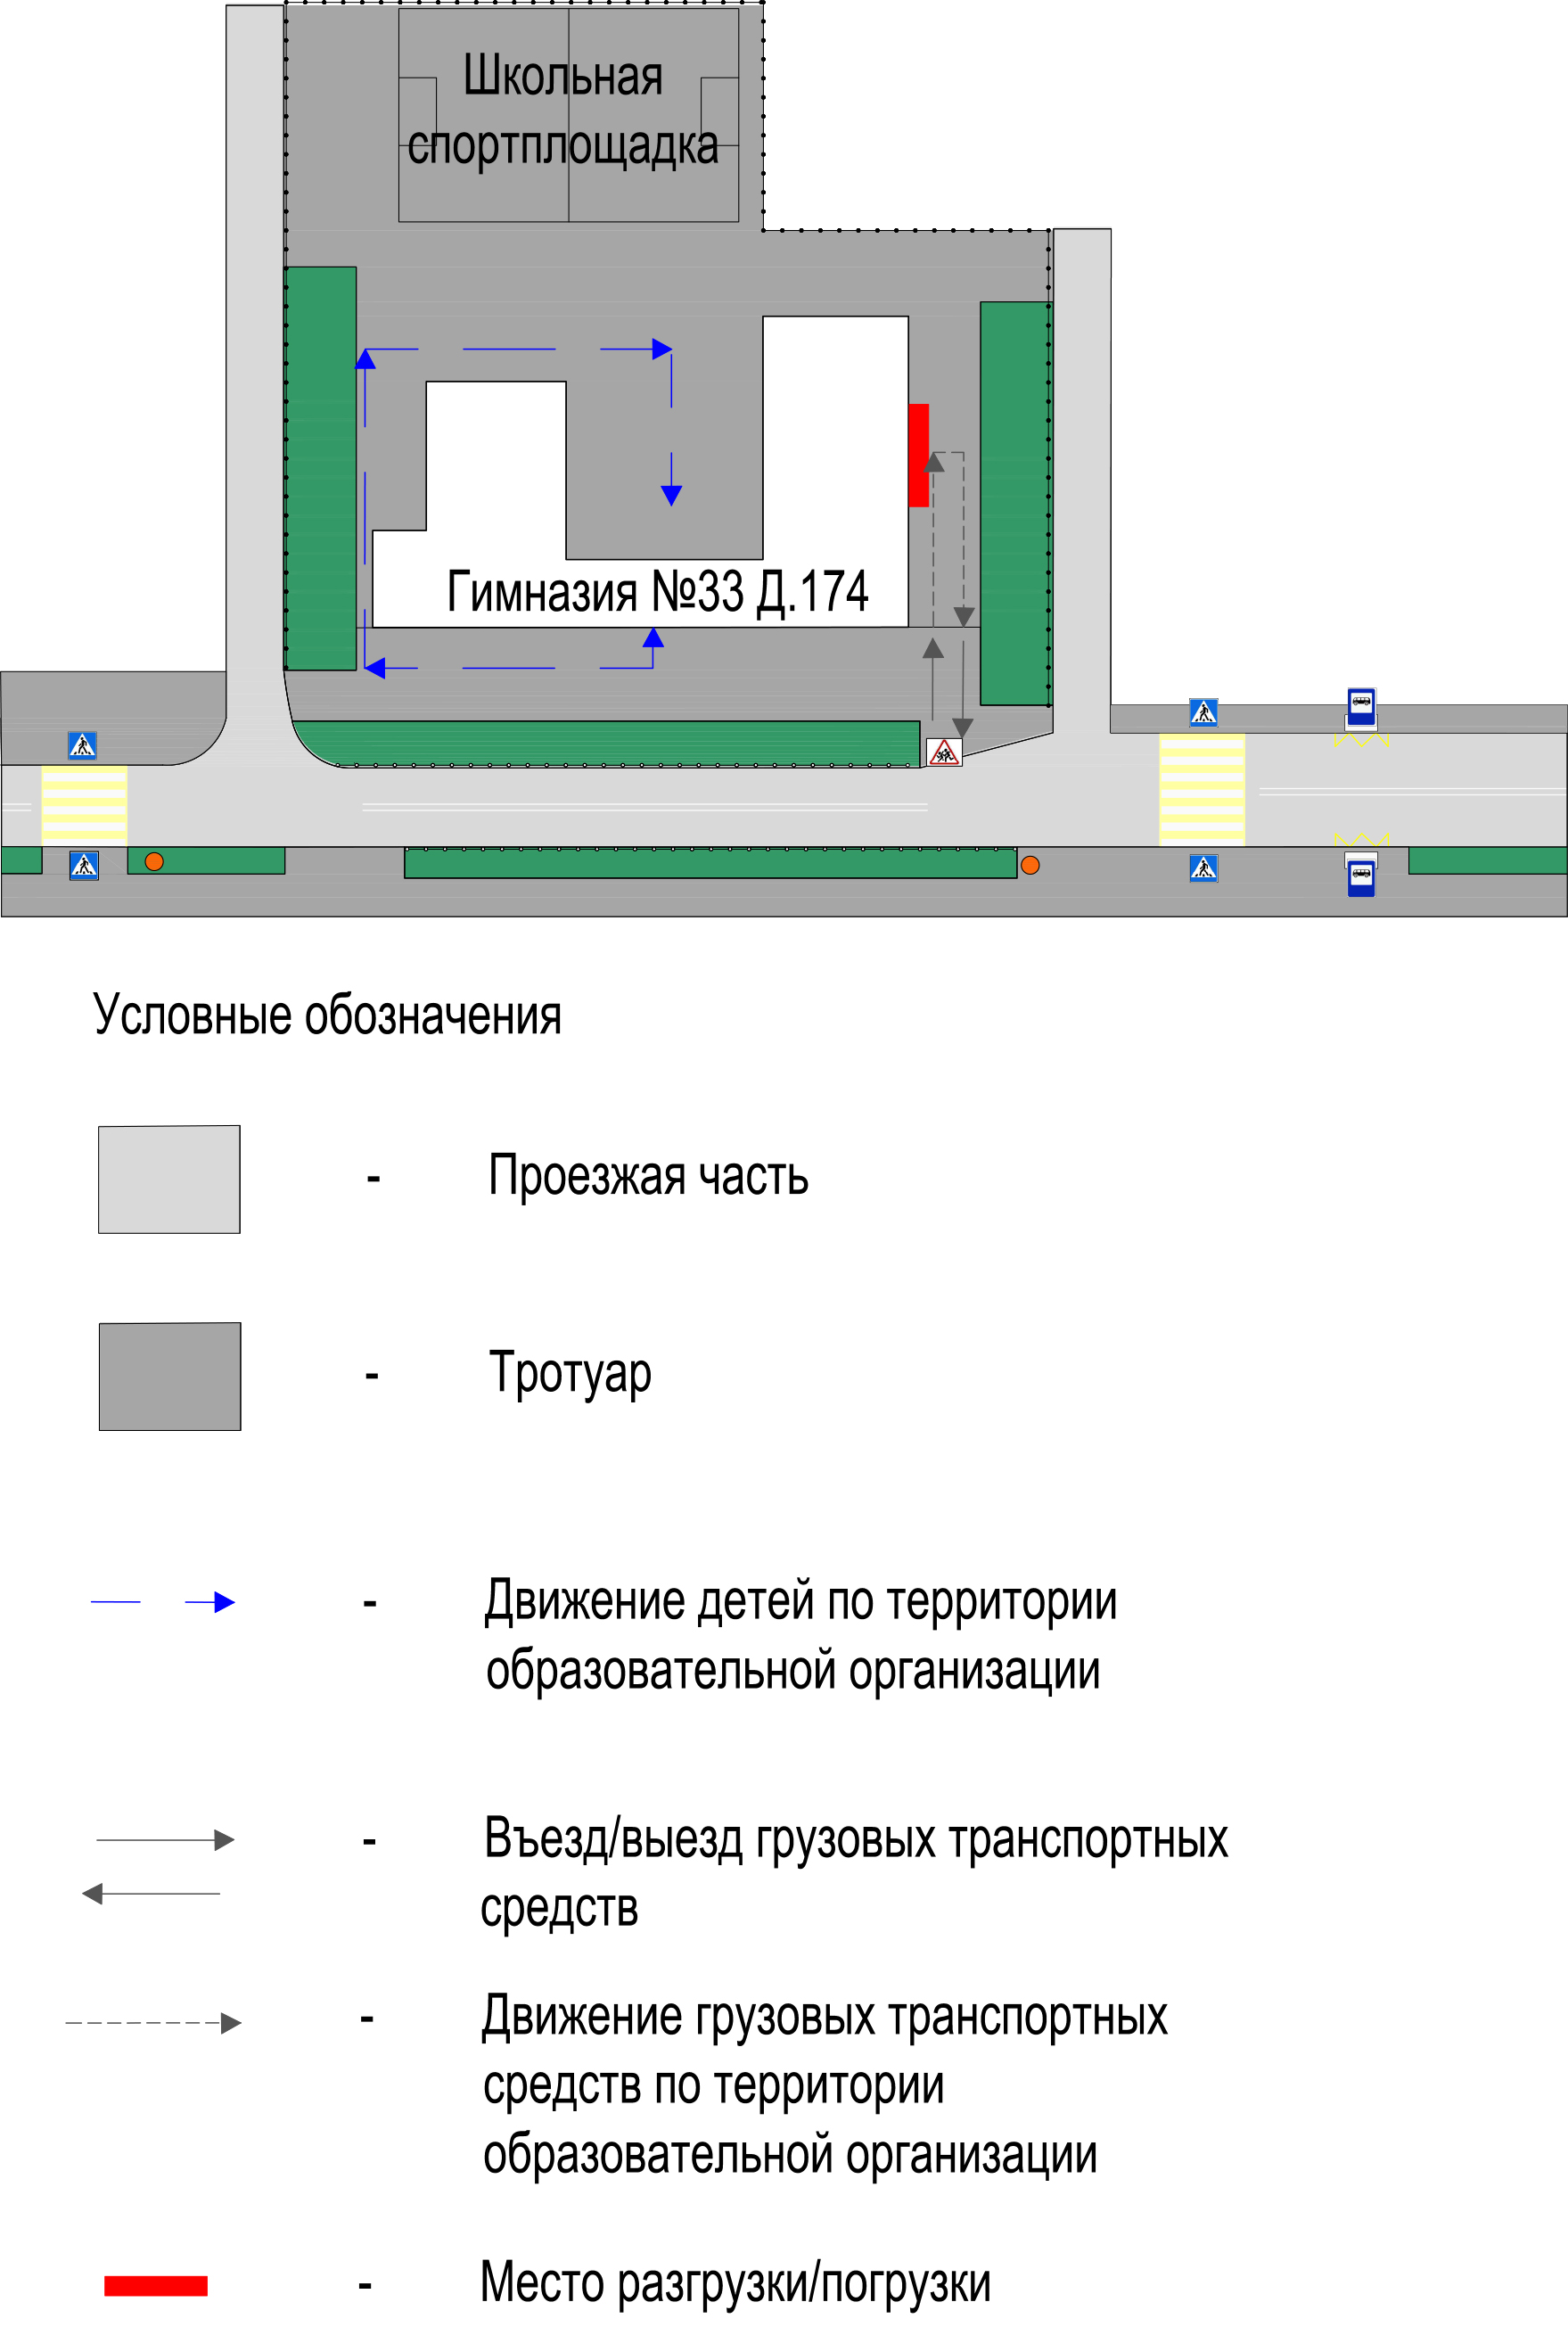 Школьная
спортплощадка
Гимназия №33 Д.174
Условные обозначения
- Проезжая часть
- Тротуар
- Движение детей по территории
образовательной организации
- Въезд/выезд грузовых транспортных
средств
- Движение грузовых транспортных
средств по территории
образовательной организации
- Место разгрузки/погрузки